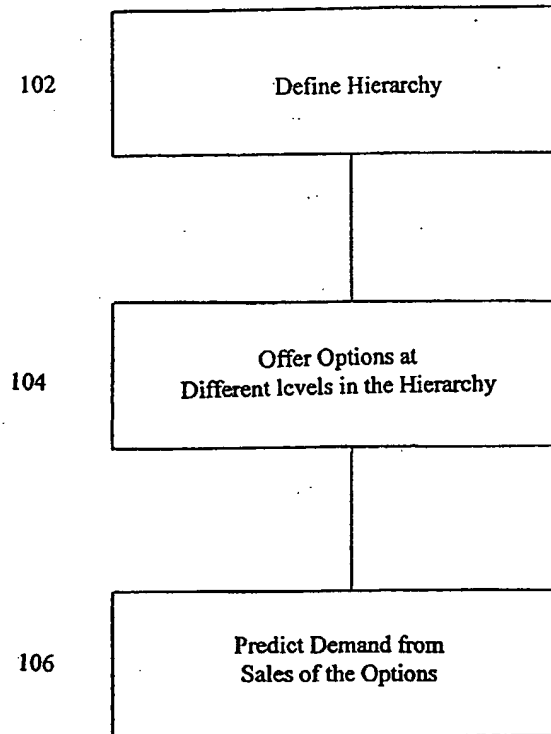 102
Define Hierarchy
104
Offer Options at
Different levels in the Hierarchy
106
Predict Demand from
Sales of the Options